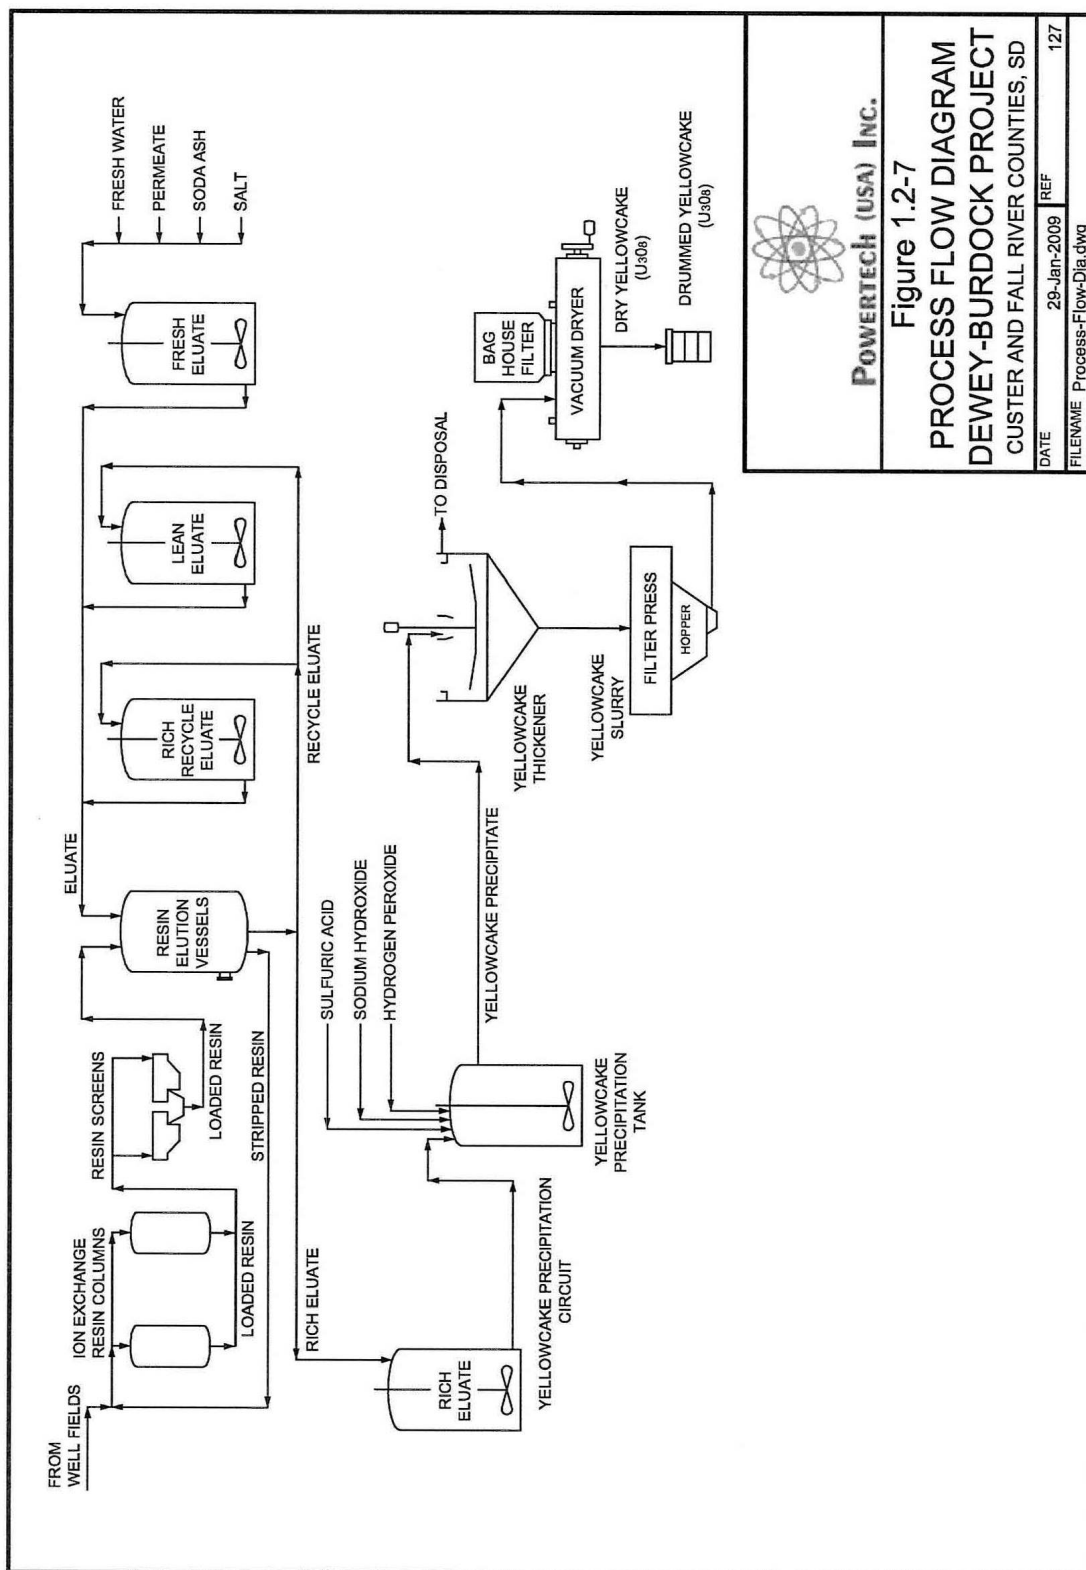 FROM
WELL FIELDS
ION EXCHANGE
RESIN COLUMNS
LOADED RESIN
RESIN SCREENS
LOADED RESIN
STRIPPED RESIN
RESIN
ELUTION
VESSELS
ELUATE
RICH
RECYCLE
ELUATE
LEAN
ELUATE
FRESH
ELUATE
FRESH WATER
PERMEATE
SODA ASH
SALT
RICH ELUATE
RECYCLE ELUATE
RICH
ELUATE
YELLOWCAKE PRECIPITATION
CIRCUIT
SULFURIC ACID
SODIUM HYDROXIDE
HYDROGEN PEROXIDE
YELLOWCAKE
PRECIPITATION
TANK
YELLOWCAKE PRECIPITATE
YELLOWCAKE
THICKENER
TO DISPOSAL
YELLOWCAKE
SLURRY
FILTER PRESS
HOPPER
BAG
HOUSE
FILTER
VACUUM DRYER
DRY YELLOWCAKE
(U3O8)
DRUMMED YELLOWCAKE
(U3O8)
POWERTECH (USA) INC.
Figure 1.2-7
PROCESS FLOW DIAGRAM
DEWEY-BURDOCK PROJECT
CUSTER AND FALL RIVER COUNTIES, SD
DATE 29-Jan-2009 REF 127
FILENAME Process-Flow-Dia.dwg